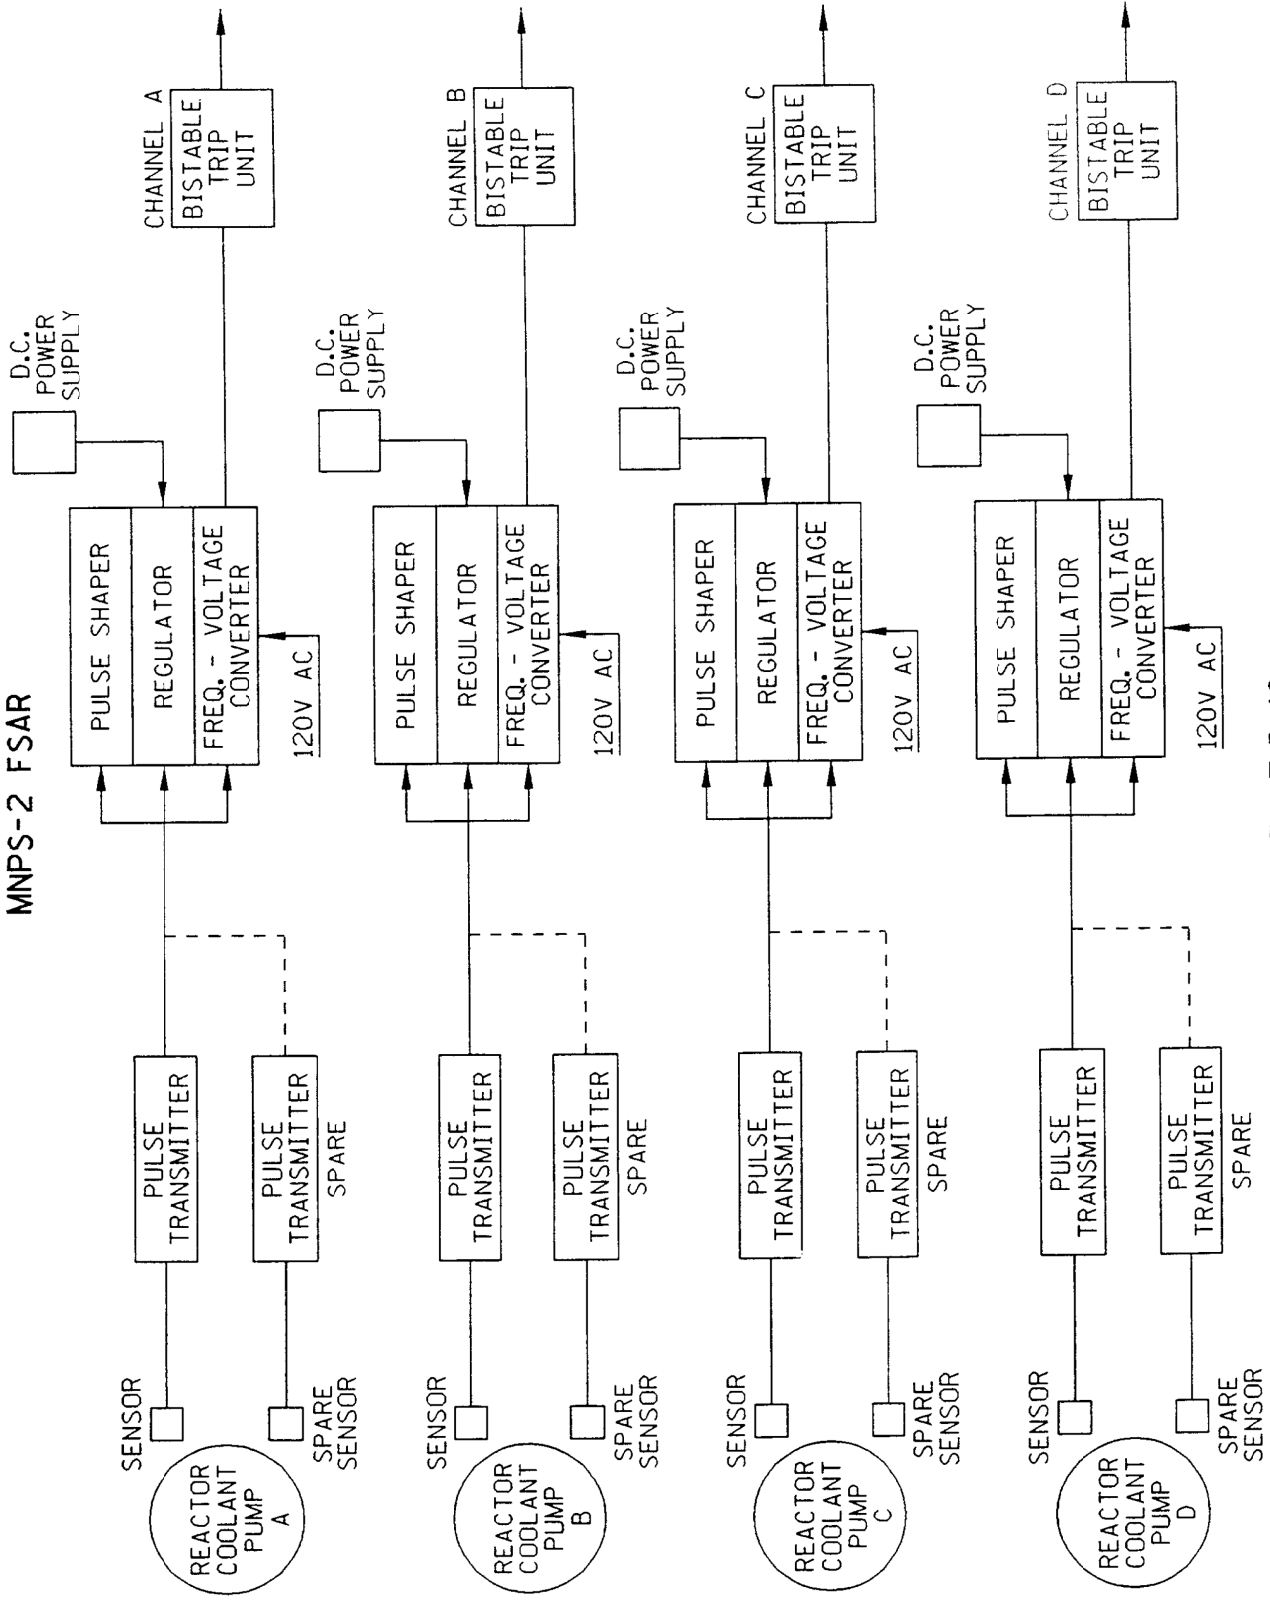 MNPS-2 FSAR
REACTOR
COOLANT
PUMP
A
SENSOR
SPARE
SENSOR
PULSE
TRANSMITTER
PULSE
TRANSMITTER
SPARE
PULSE SHAPER
REGULATOR
FREQ. - VOLTAGE
CONVERTER
120V AC
D.C.
POWER
SUPPLY
CHANNEL A
BISTABLE
TRIP
UNIT
REACTOR
COOLANT
PUMP
B
SENSOR
SPARE
SENSOR
PULSE
TRANSMITTER
PULSE
TRANSMITTER
SPARE
PULSE SHAPER
REGULATOR
FREQ. - VOLTAGE
CONVERTER
120V AC
D.C.
POWER
SUPPLY
CHANNEL B
BISTABLE
TRIP
UNIT
REACTOR
COOLANT
PUMP
C
SENSOR
SPARE
SENSOR
PULSE
TRANSMITTER
PULSE
TRANSMITTER
SPARE
PULSE SHAPER
REGULATOR
FREQ. - VOLTAGE
CONVERTER
120V AC
D.C.
POWER
SUPPLY
CHANNEL C
BISTABLE
TRIP
UNIT
REACTOR
COOLANT
PUMP
D
SENSOR
SPARE
SENSOR
PULSE
TRANSMITTER
PULSE
TRANSMITTER
SPARE
PULSE SHAPER
REGULATOR
FREQ. - VOLTAGE
CONVERTER
120V AC
D.C.
POWER
SUPPLY
CHANNEL D
BISTABLE
TRIP
UNIT